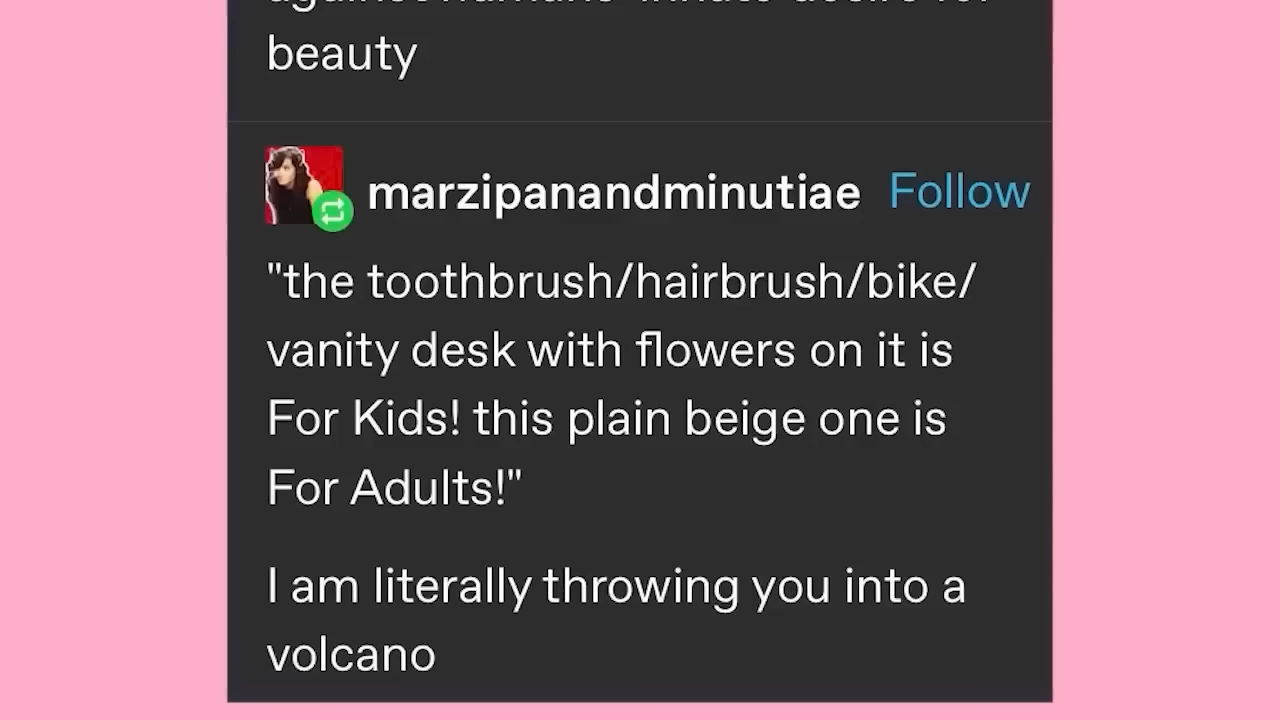 beauty
marzipanandminutiae Follow
"the toothbrush/hairbrush/bike/
vanity desk with flowers on it is
For Kids! this plain beige one is
For Adults!"
I am literally throwing you into a
volcano